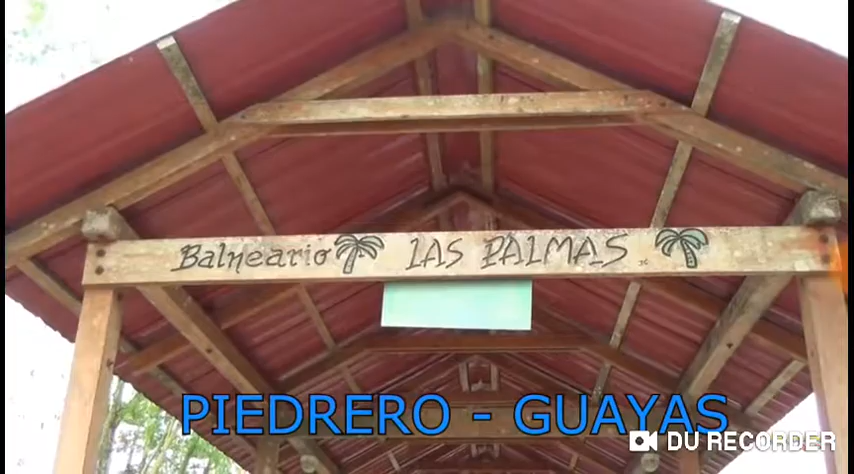 Balneario LAS PALMAS
PIEDRERO - GUAYAS
DU RECORDER